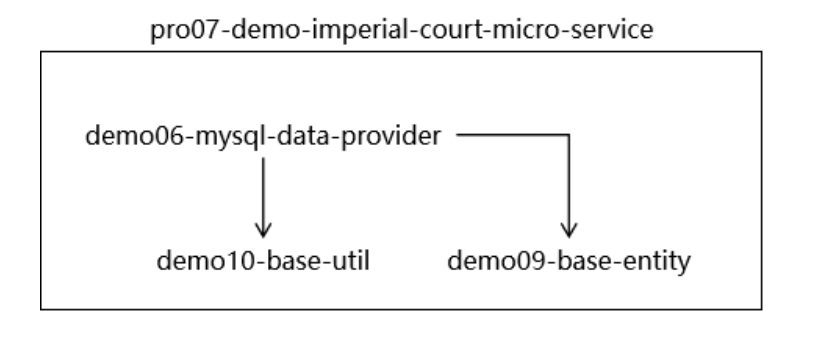 pro07-demo-imperial-court-micro-service
demo06-mysql-data-provider
demo10-base-util
demo09-base-entity